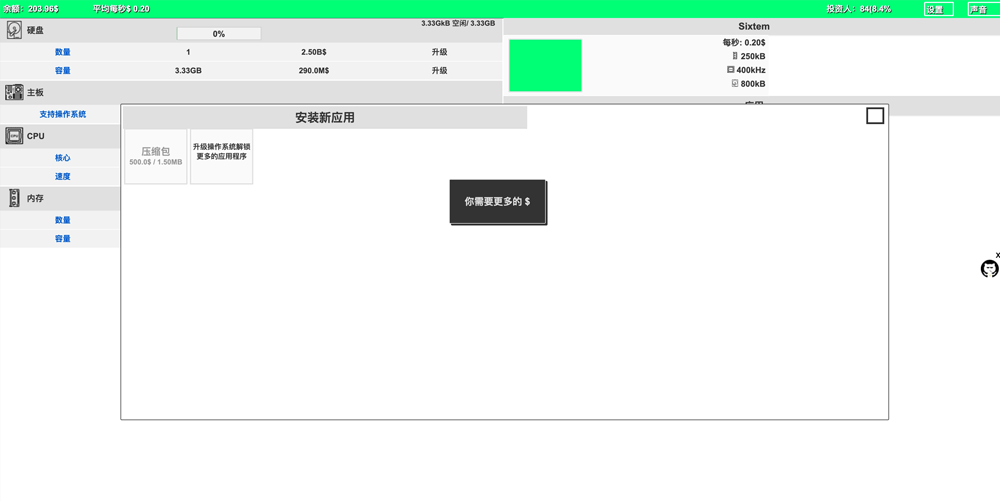 余额: 203.96$ 平均每秒$ 0.20 投资人: 84(8.4% 设置 声音
硬盘 0% 3.33GkB 空闲/ 3.33GB
数量 1 2.50B$ 升级
容量 3.33GB 290.0M$ 升级
主板
支持操作系统
CPU
核心
速度
内存
数量
容量
Sixtem
每秒: 0.20$
250kB
400kHz
800kB
安装新应用
压缩包
500.0$ / 1.50MB
升级操作系统解锁
更多的应用程序
你需要更多的 $
X